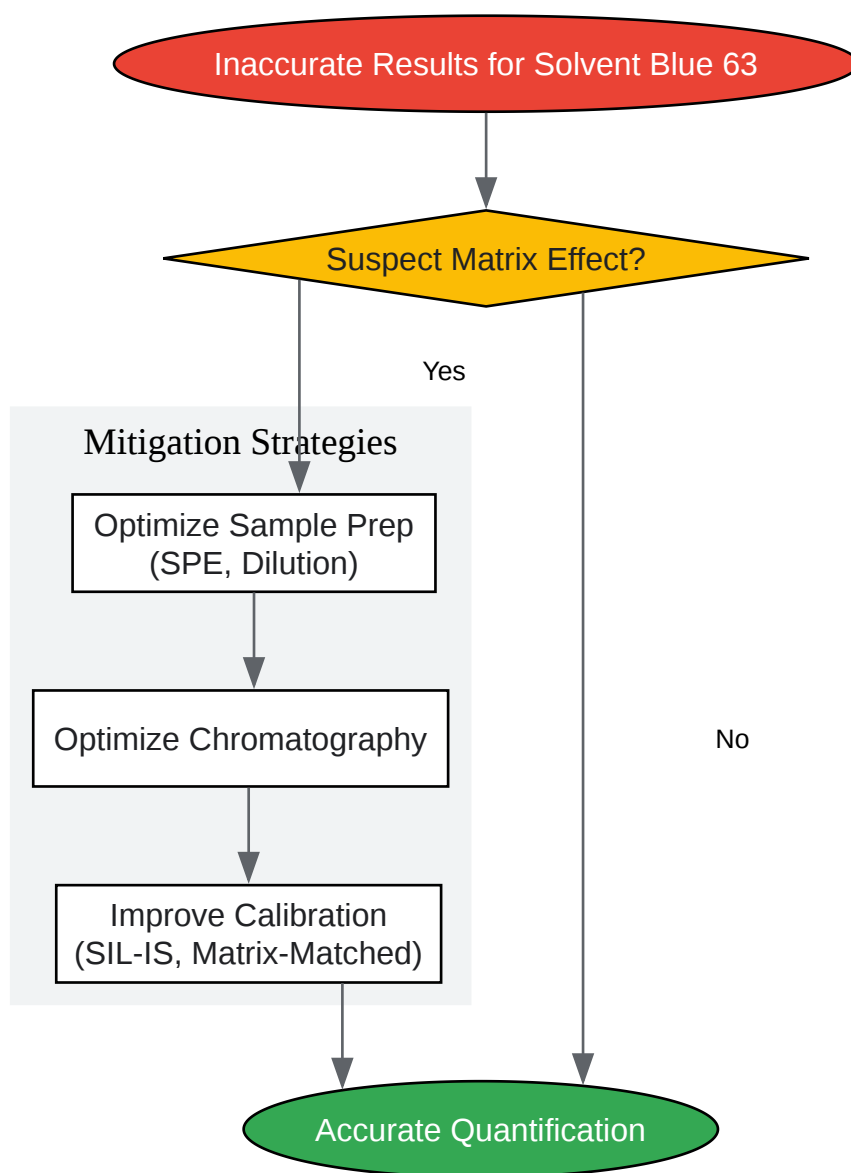 Inaccurate Results for Solvent Blue 63
Suspect Matrix Effect?
Yes
Mitigation Strategies
Optimize Sample Prep
(SPE, Dilution)
Optimize Chromatography
No
Improve Calibration
(SIL-IS, Matrix-Matched)
Accurate Quantification